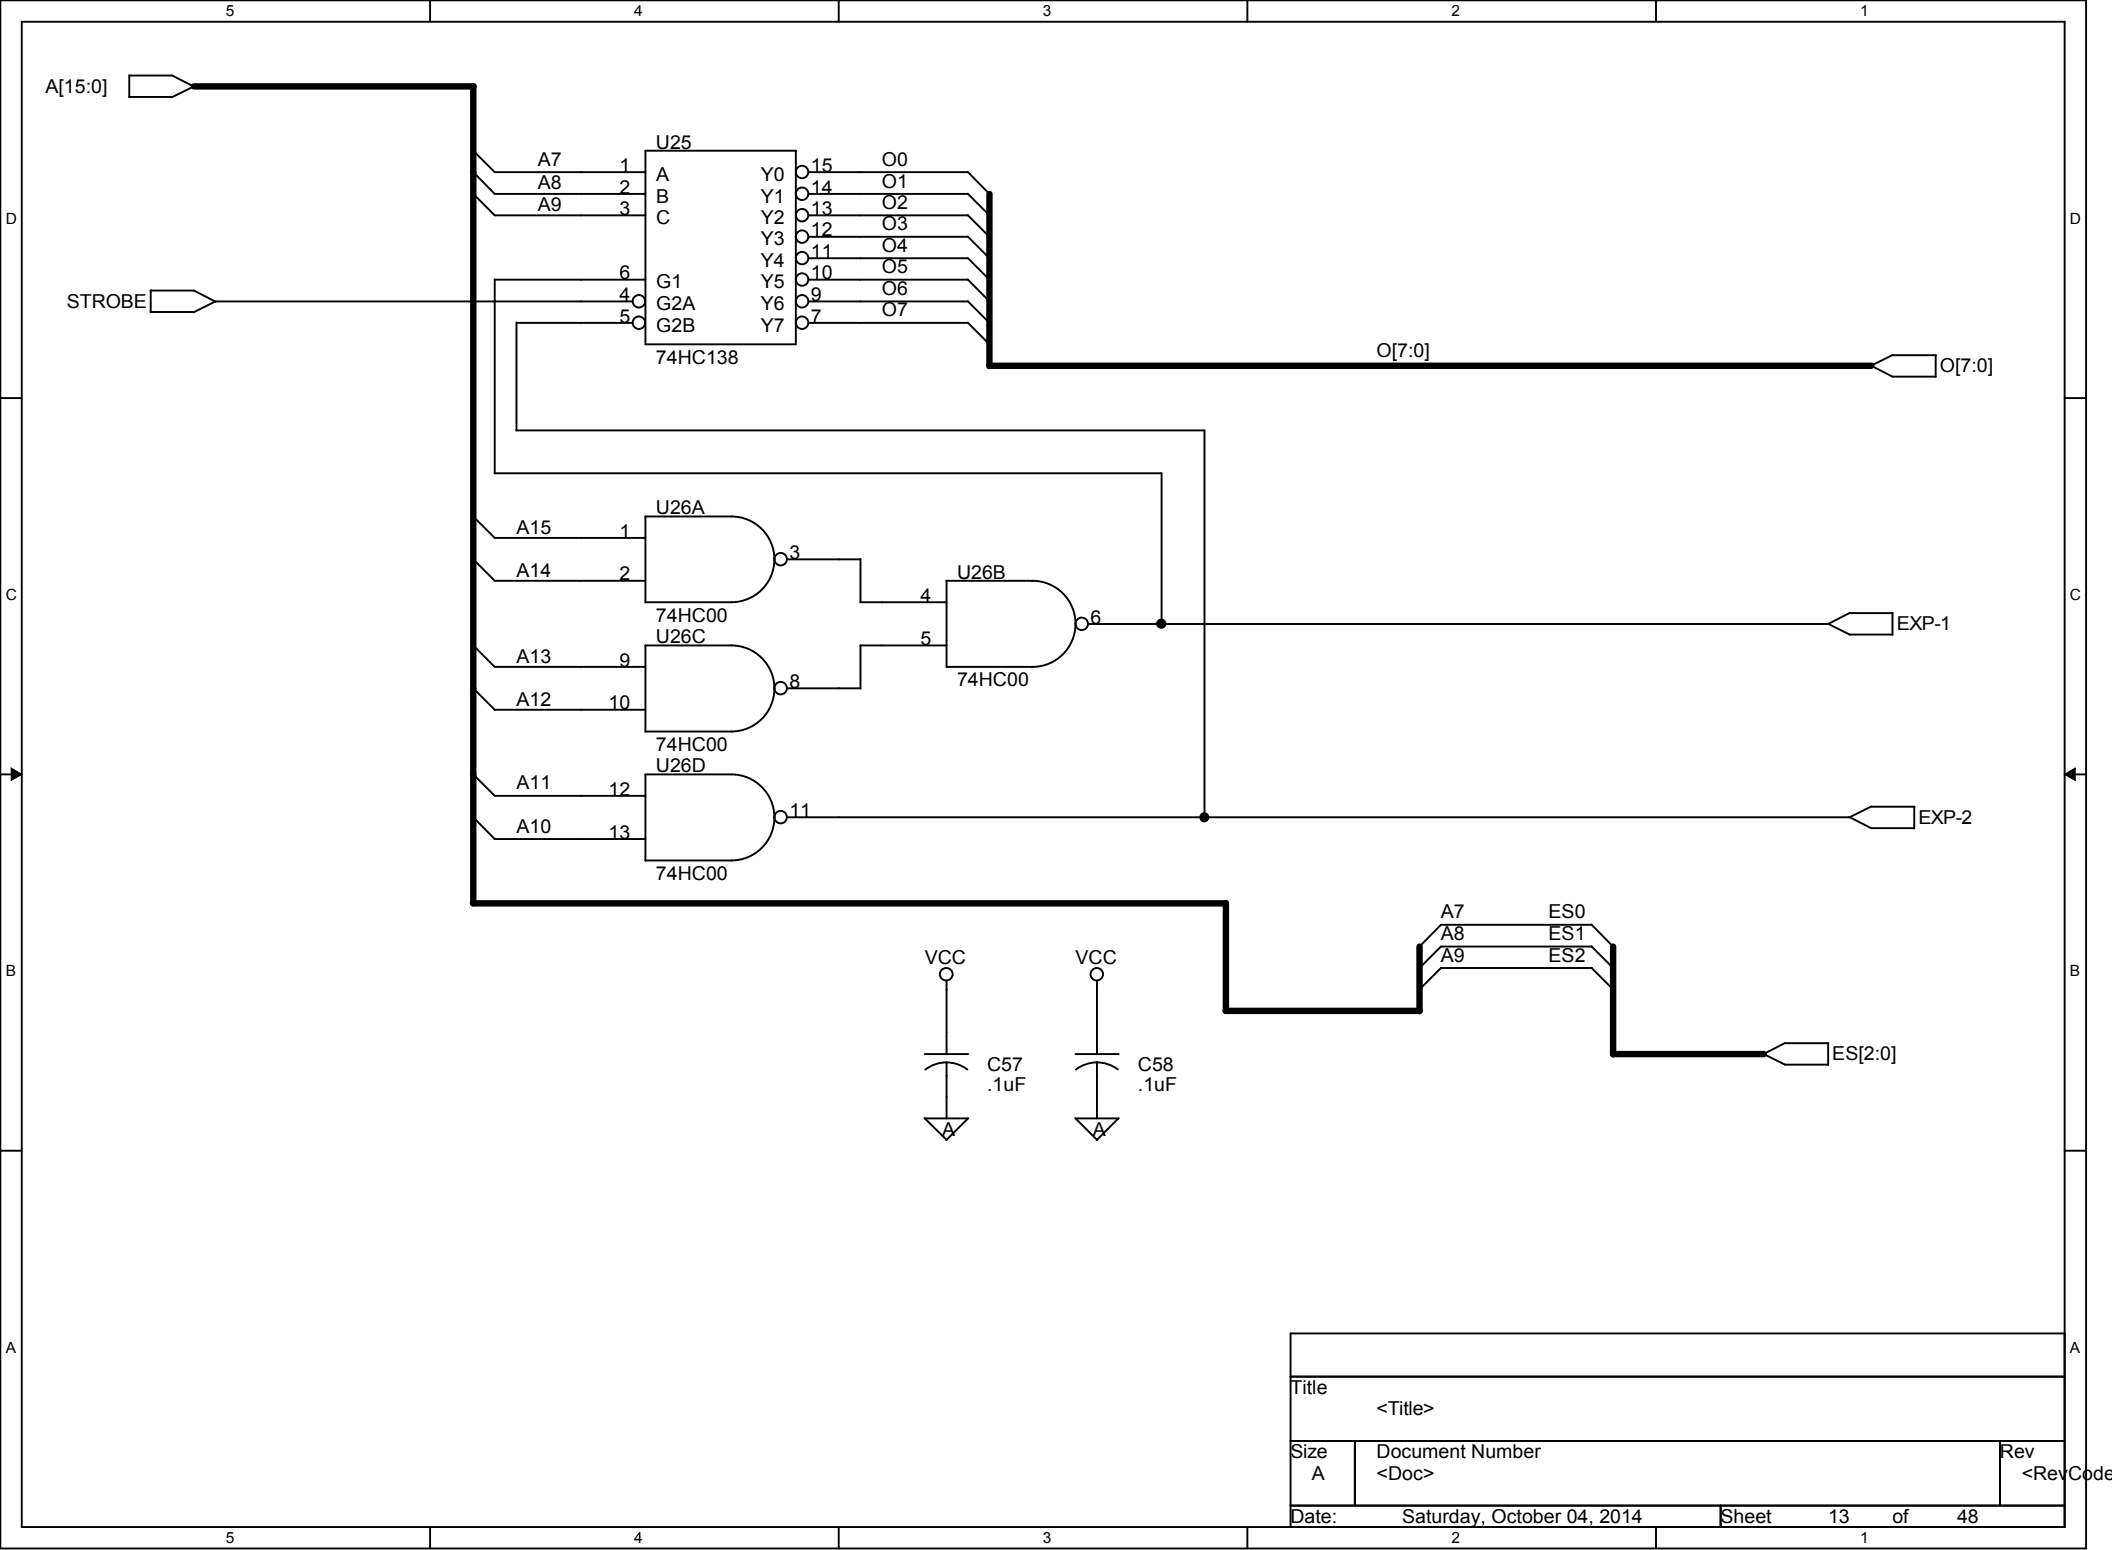 5 4 3 2 1
A[15:0]
U25
A7 1 A Y0 15 O0
A8 2 B Y1 14 O1
A9 3 C Y2 13 O2
Y3 12 O3
Y4 11 O4
6 G1 Y5 10 O5
STROBE 4 G2A Y6 9 O6
5 G2B Y7 7 O7
74HC138
D D
O[7:0] O[7:0]
U26A
A15 1
3
A14 2
74HC00
U26B
4
5
6
74HC00
EXP-1
C C
U26C
A13 9
8
A12 10
74HC00
U26D
A11 12
11
A10 13
74HC00
EXP-2
A7 ES0
A8 ES1
A9 ES2
B B
VCC VCC
C57 C58
.1uF .1uF
A A
ES[2:0]
A A
Title
<Title>
Size Document Number Rev
A <Doc> <RevCode
Date: Saturday, October 04, 2014 Sheet 13 of 48
5 4 3 2 1